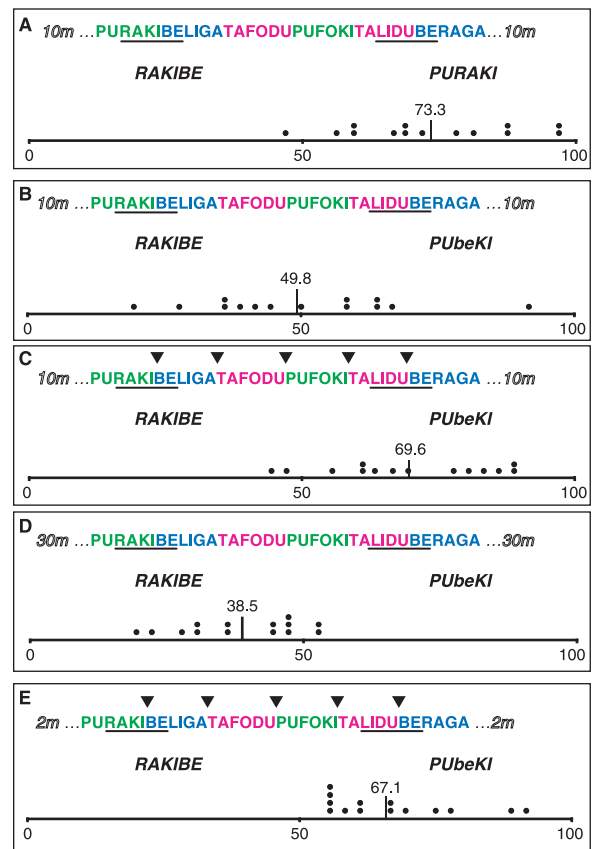 A
10m ...PURAKIBELIGATAFODUPUFOKITALIDUBERAGA...10m
RAKIBE PURAKI
73.3
0 50 100
B
10m ...PURAKIBELIGATAFODUPUFOKITALIDUBERAGA ...10m
RAKIBE PUbeKI
49.8
0 50 100
C
10m ...PURAKIBELIGATAFODUPUFOKITALIDUBERAGA ...10m
RAKIBE PUbeKI
69.6
0 50 100
D
30m ...PURAKIBELIGATAFODUPUFOKITALIDUBERAGA ...30m
RAKIBE PUbeKI
38.5
0 50 100
E
2m ...PURAKIBELIGATAFODUPUFOKITALIDUBERAGA ...2m
RAKIBE PUbeKI
67.1
0 50 100